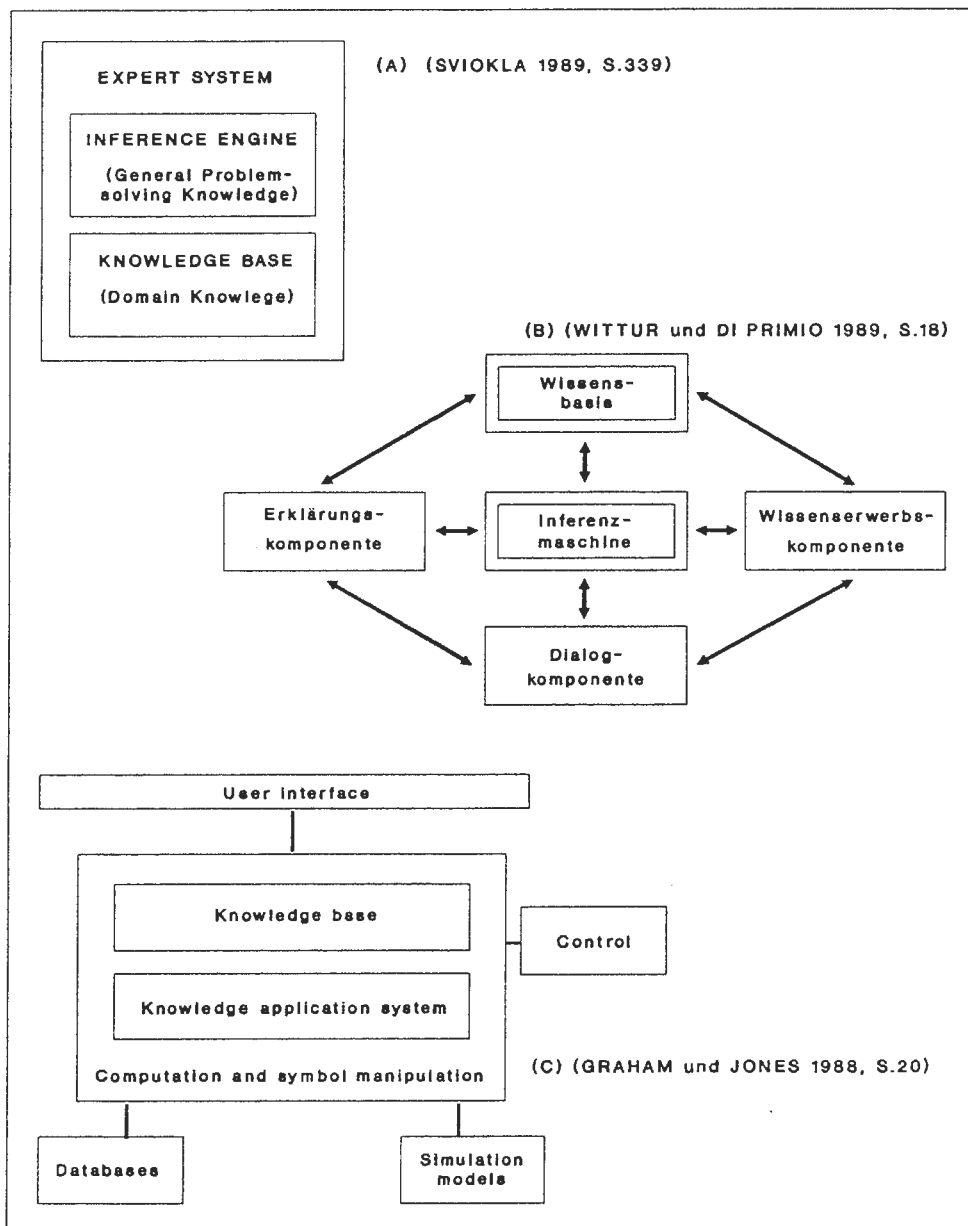 (A) (SVIOKLA 1989, S.339)
EXPERT SYSTEM
INFERENCE ENGINE
(General Problem-
solving Knowledge)
KNOWLEDGE BASE
(Domain Knowlege)
(B) (WITTUR und DI PRIMIO 1989, S.18)
Wissens-
basis
Erklärungs-
komponente
Inferenz-
maschine
Wissenserwerbs-
komponente
Dialog-
komponente
User interface
Knowledge base
Control
Knowledge application system
Computation and symbol manipulation
(C) (GRAHAM und JONES 1988, S.20)
Databases
Simulation
models